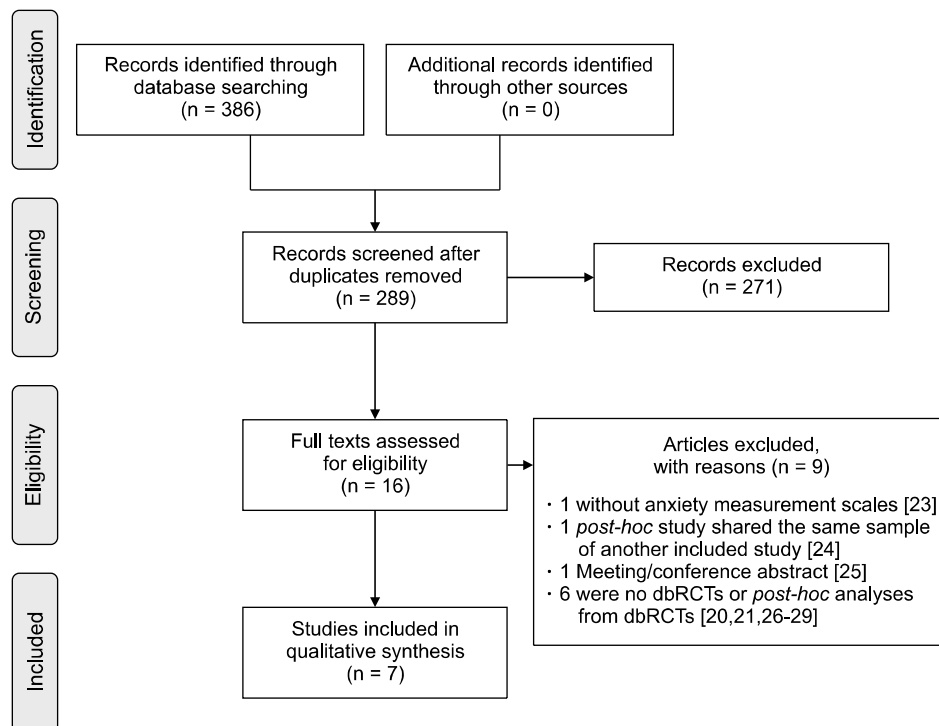 Identification
Records identified through
database searching
(n = 386)
Additional records identified
through other sources
(n = 0)
Screening
Records screened after
duplicates removed
(n = 289)
Records excluded
(n = 271)
Eligibility
Full texts assessed
for eligibility
(n = 16)
Articles excluded,
with reasons (n = 9)
· 1 without anxiety measurement scales [23]
· 1 post-hoc study shared the same sample
of another included study [24]
· 1 Meeting/conference abstract [25]
· 6 were no dbRCTs or post-hoc analyses
from dbRCTs [20,21,26-29]
Included
Studies included in
qualitative synthesis
(n = 7)